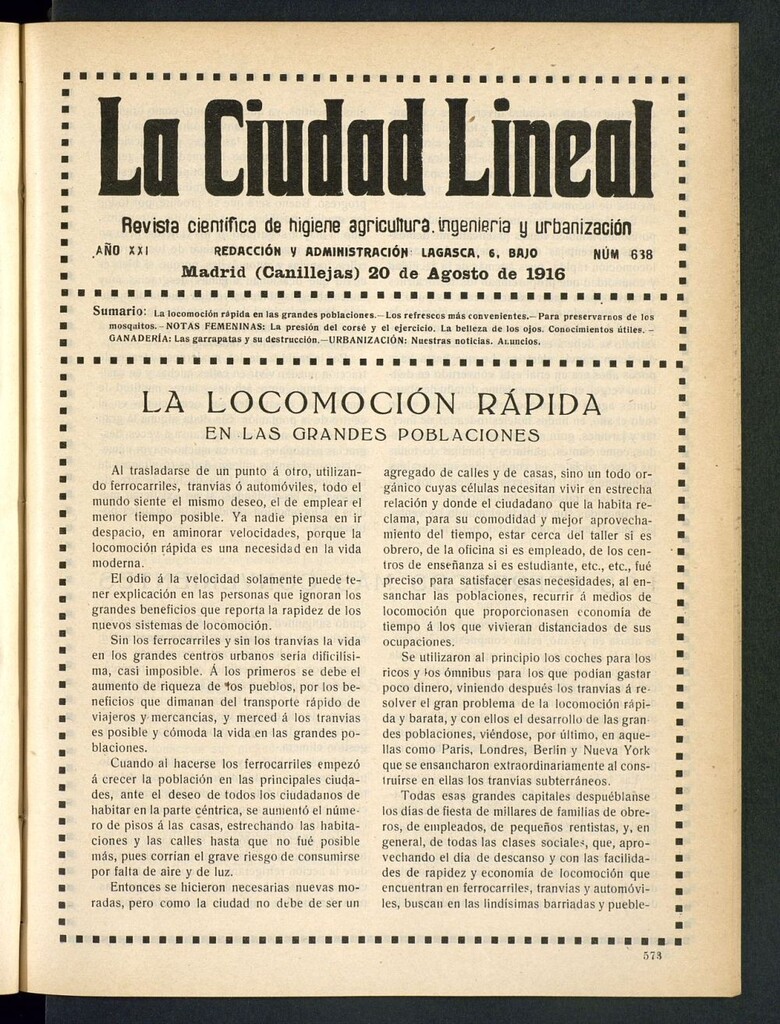 La Ciudad Lineal
Revista científica de higiene agricultura, ingeniería y urbanización
AÑO XXI REDACCIÓN Y ADMINISTRACIÓN LAGASCA, 6, BAJO NÚM 638
Madrid (Canillejas) 20 de Agosto de 1916
Sumario: La locomoción rápida en las grandes poblaciones.—Los refrescos más convenientes.—Para preservarnos de los
mosquitos.—NOTAS FEMENINAS: La presión del corsé y el ejercicio. La belleza de los ojos. Conocimientos útiles.—
GANADERÍA: Las garrapatas y su destrucción.—URBANIZACIÓN: Nuestras noticias. Anuncios.
LA LOCOMOCIÓN RÁPIDA
EN LAS GRANDES POBLACIONES
Al trasladarse de un punto á otro, utilizan-
do ferrocarriles, tranvias ó automóviles, todo el
mundo siente el mismo deseo, el de emplear el
menor tiempo posible. Ya nadie piensa en ir
despacio, en aminorar velocidades, porque la
locomoción rápida es una necesidad en la vida
moderna.
El odio á la velocidad solamente puede te-
ner explicación en las personas que ignoran los
grandes beneficios que reporta la rapidez de los
nuevos sistemas de locomoción.
Sin los ferrocarriles y sin los tranvías la vida
en los grandes centros urbanos sería dificilísi-
ma, casi imposible. Á los primeros se debe el
aumento de riqueza de los pueblos, por los be-
neficios que dimanan del transporte rápido de
viajeros y mercancías, y merced á los tranvias
es posible y cómoda la vida en las grandes po-
blaciones.
Cuando al hacerse los ferrocarriles empezó
á crecer la población en las principales ciuda-
des, ante el deseo de todos los ciudadanos de
habitar en la parte céntrica, se aumentó el núme-
ro de pisos á las casas, estrechando las habita-
ciones y las calles hasta que no fué posible
más, pues corrían el grave riesgo de consumirse
por falta de aire y de luz.
Entonces se hicieron necesarias nuevas mo-
radas, pero como la ciudad no debe de ser un
agregado de calles y de casas, sino un todo or-
gánico cuyas células necesitan vivir en estrecha
relación y donde el ciudadano que la habita re-
clama, para su comodidad y mejor aprovecha-
miento del tiempo, estar cerca del taller si es
obrero, de la oficina si es empleado, de los cen-
tros de enseñanza si es estudiante, etc., etc., fué
preciso para satisfacer esas necesidades, al en-
sanchar las poblaciones, recurrir á medios de
locomoción que proporcionasen economía de
tiempo á los que vivieran distanciados de sus
ocupaciones.
Se utilizaron al principio los coches para los
ricos y los ómnibus para los que podían gastar
poco dinero, viniendo después los tranvías á re-
solver el gran problema de la locomoción rápi-
da y barata, y con ellos el desarrollo de las gran
des poblaciones, viéndose, por último, en aque-
llas como Paris, Londres, Berlin y Nueva York
que se ensancharon extraordinariamente al cons-
truirse en ellas los tranvías subterráneos.
Todas esas grandes capitales despuéblanse
los días de fiesta de millares de familias de obre-
ros, de empleados, de pequeños rentistas, y, en
general, de todas las clases sociales, que, apro-
vechando el día de descanso y con las facilida-
des de rapidez y economía de locomoción que
encuentran en ferrocarriles, tranvías y automóvi-
les, buscan en las lindísimas barriadas y pueble-
573